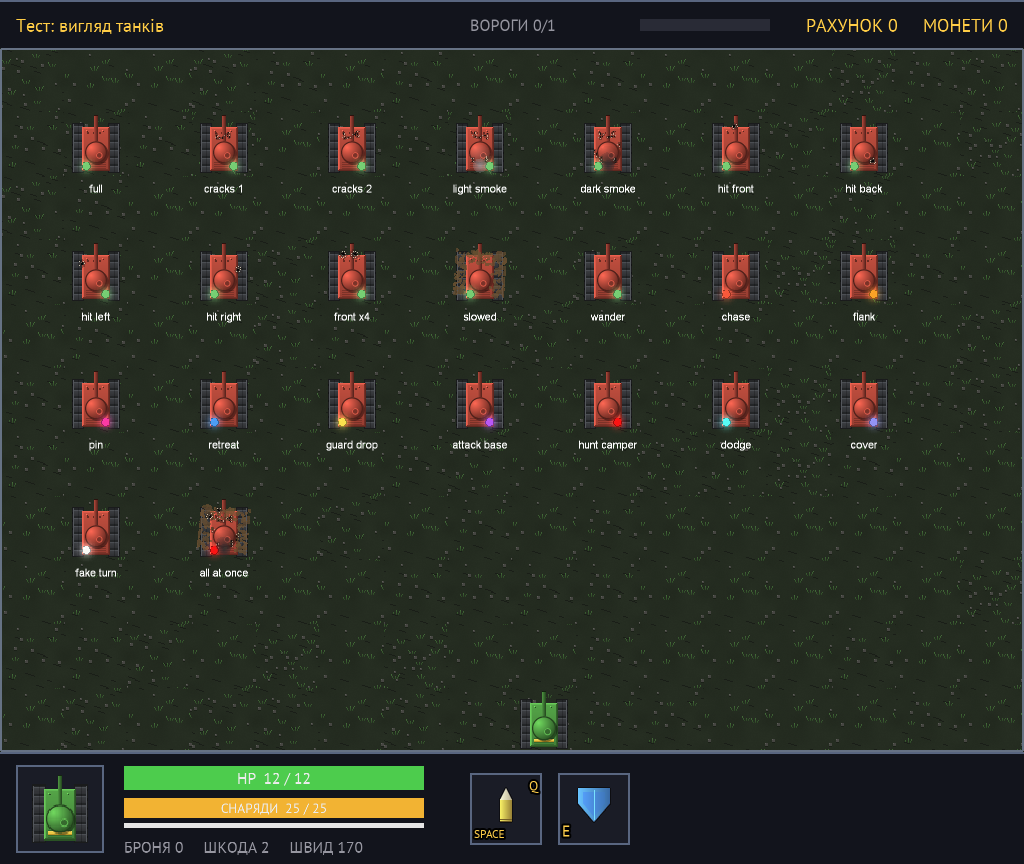 Тест: вигляд танків
ВОРОГИ 0/1
РАХУНОК 0
МОНЕТИ 0
full
cracks 1
cracks 2
light smoke
dark smoke
hit front
hit back
hit left
hit right
front x4
slowed
wander
chase
flank
pin
retreat
guard drop
attack base
hunt camper
dodge
cover
fake turn
all at once
HP 12 / 12
СНАРЯДИ 25 / 25
БРОНЯ 0
ШКОДА 2
ШВИД 170
Q
SPACE
E